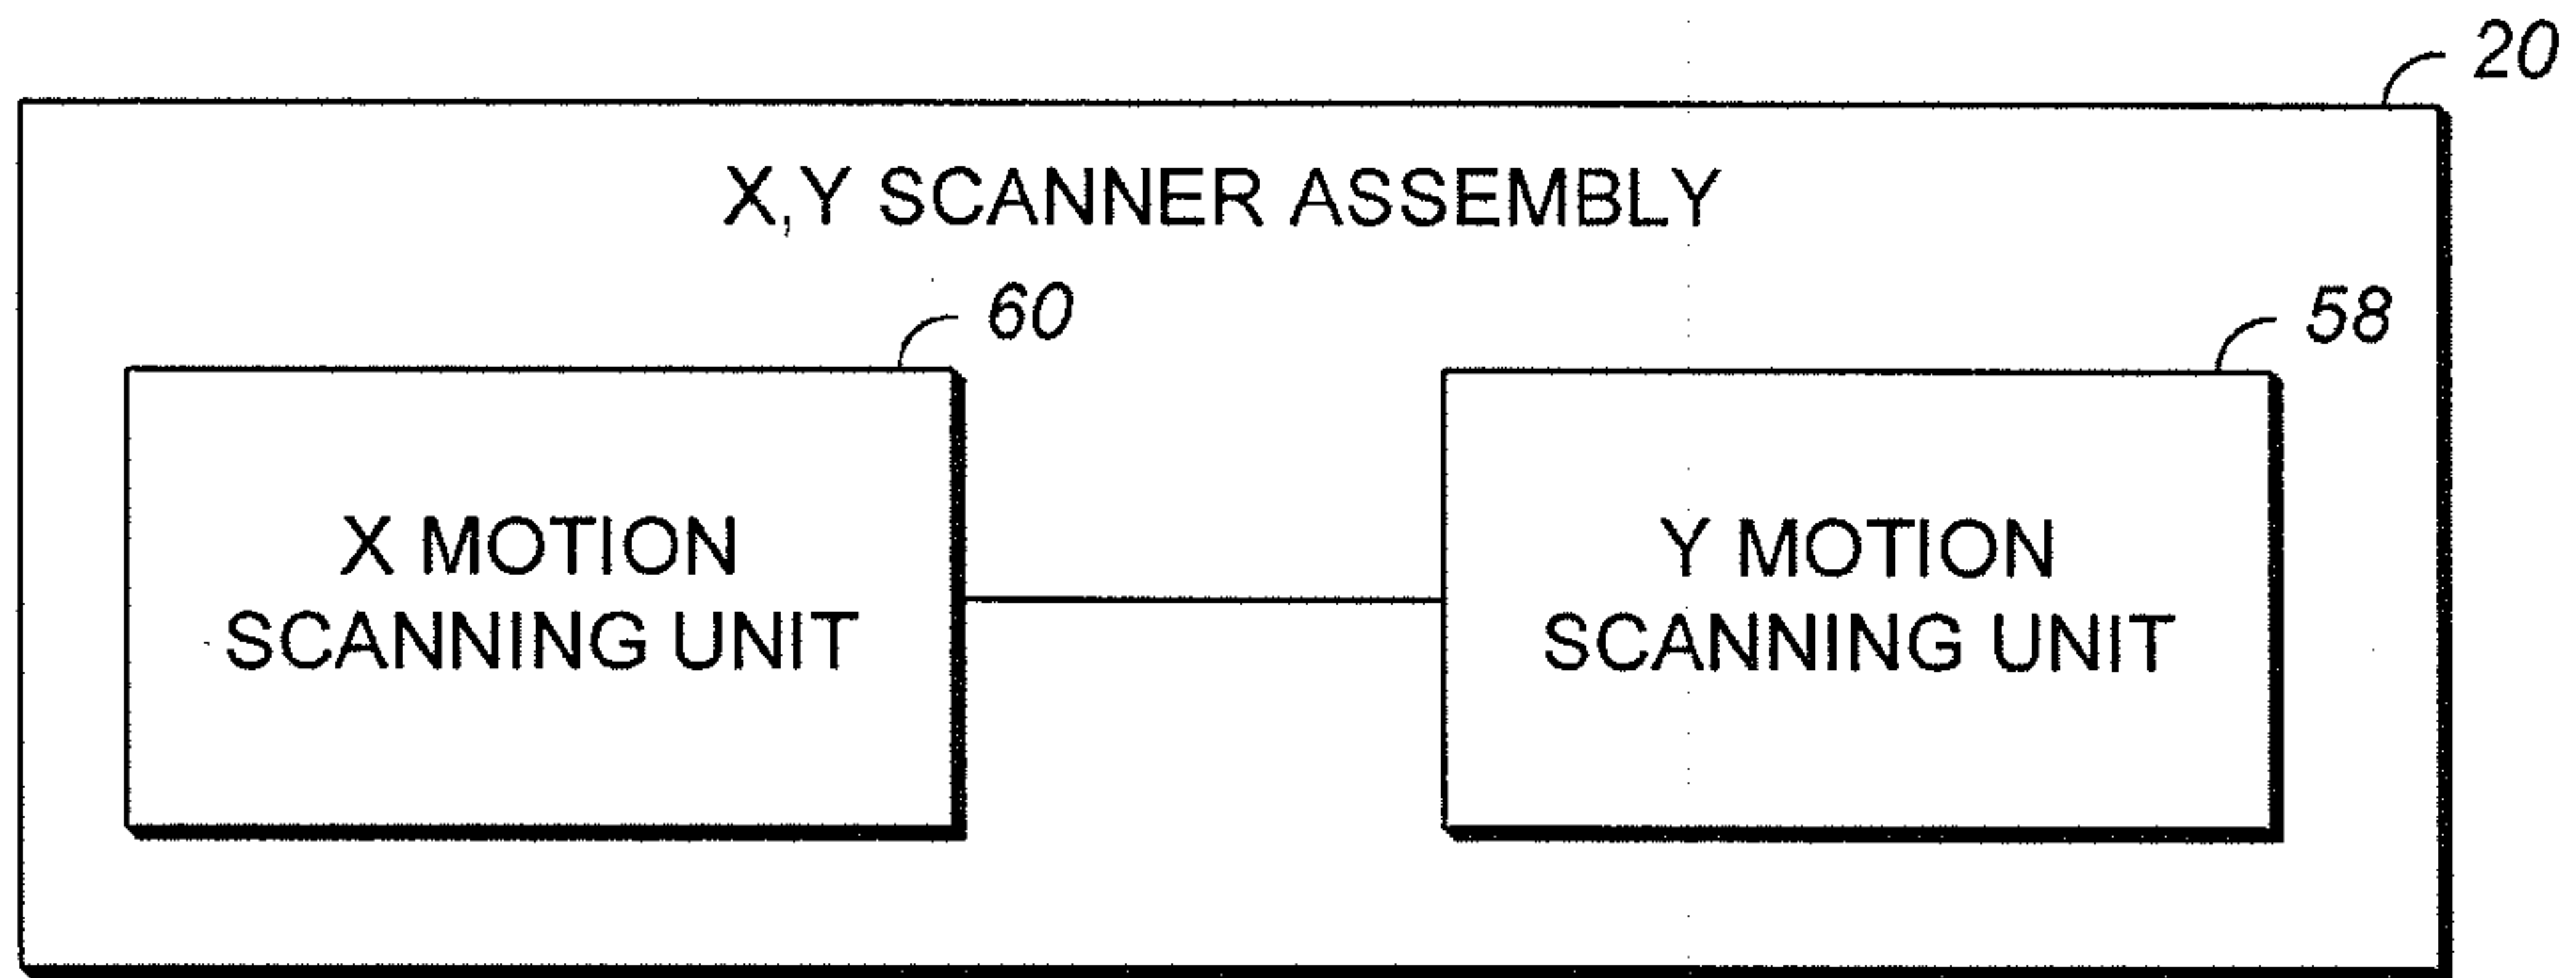 20
X,Y SCANNER ASSEMBLY
60
58
X MOTION
SCANNING UNIT
Y MOTION
SCANNING UNIT